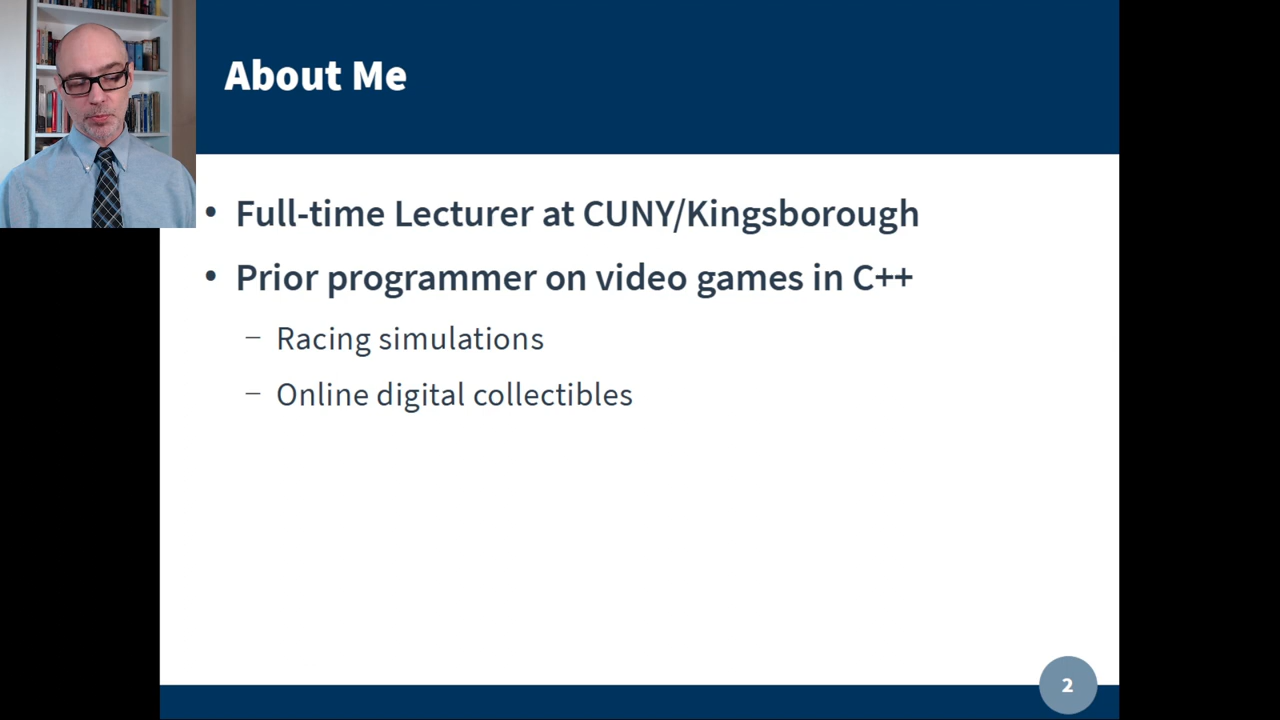 About Me
• Full-time Lecturer at CUNY/Kingsborough
• Prior programmer on video games in C++
– Racing simulations
– Online digital collectibles
2